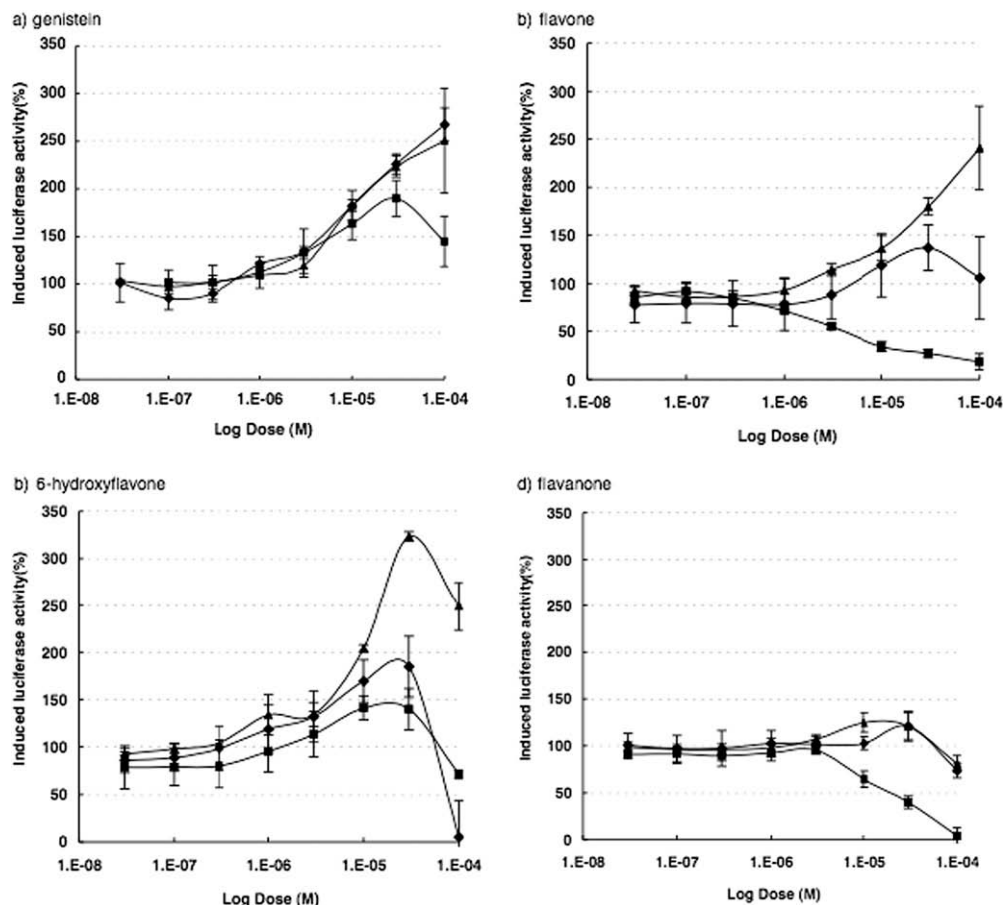 a) genistein
350
300
250
200
150
100
50
0
Induced luciferase activity(%)
1.E-08 1.E-07 1.E-06 1.E-05 1.E-04
Log Dose (M)
b) flavone
350
300
250
200
150
100
50
0
Induced luciferase activity(%)
1.E-08 1.E-07 1.E-06 1.E-05 1.E-04
Log Dose (M)
b) 6-hydroxyflavone
350
300
250
200
150
100
50
0
Induced luciferase activity(%)
1.E-08 1.E-07 1.E-06 1.E-05 1.E-04
Log Dose (M)
d) flavanone
350
300
250
200
150
100
50
0
Induced luciferase activity(%)
1.E-08 1.E-07 1.E-06 1.E-05 1.E-04
Log Dose (M)